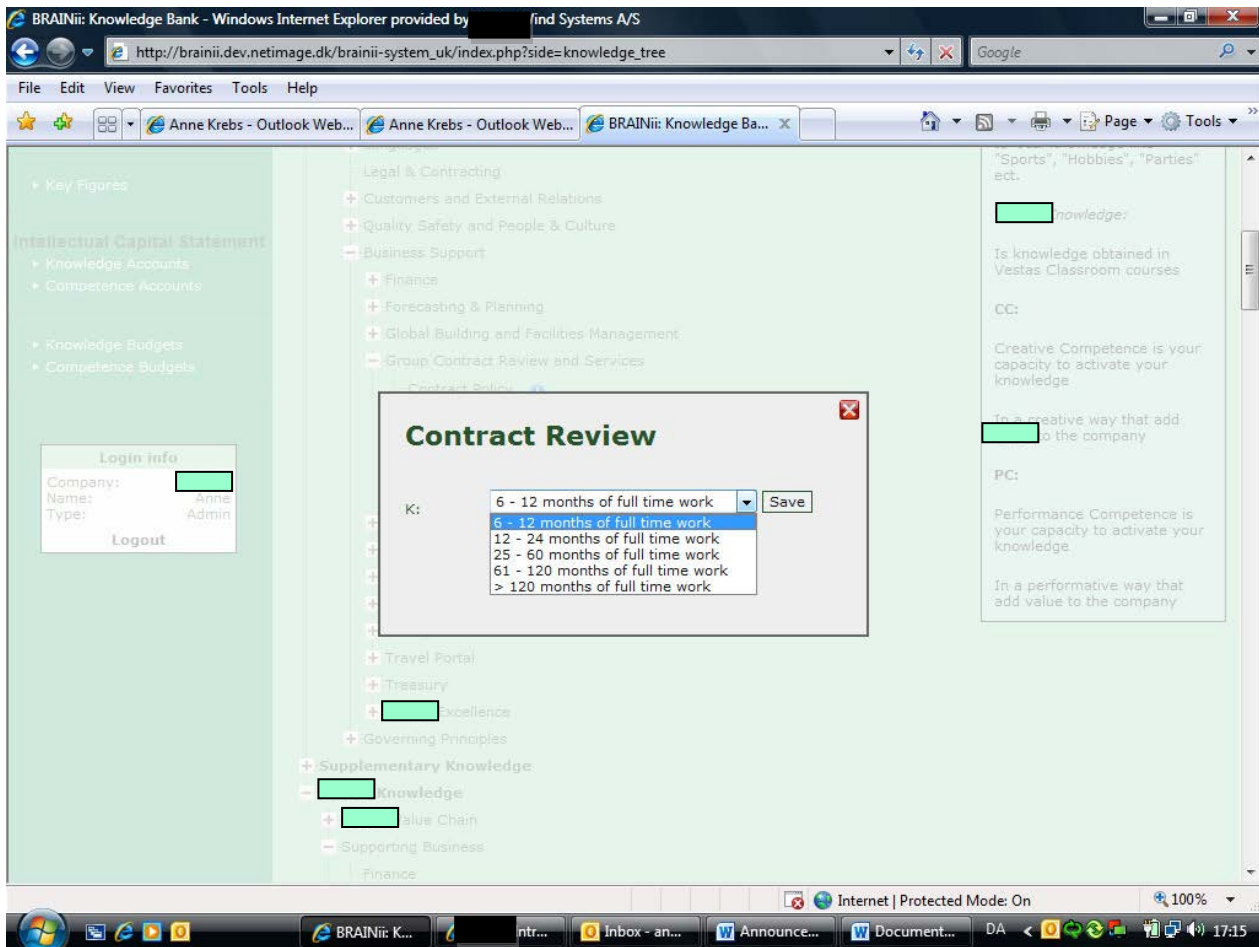 BRAINii: Knowledge Bank - Windows Internet Explorer provided by ind Systems A/S
http://brainii.dev.netimage.dk/brainii-system_uk/index.php?side=knowledge_tree
Google
File Edit View Favorites Tools Help
Anne Krebs - Outlook Web...
Anne Krebs - Outlook Web...
BRAINii: Knowledge Ba...
Page
Tools
Key Figures
Intellectual Capital Statement
Knowledge Accounts
Competence Accounts
Knowledge Budgets
Competence Budgets
Login info
Company:
Name: Anne
Type: Admin
Logout
Languages
Legal & Contracting
Customers and External Relations
Quality Safety and People & Culture
Business Support
Finance
Forecasting & Planning
Global Building and Facilities Management
Group Contract Review and Services
Contract Policy
Contract Review
K:
6 - 12 months of full time work
Save
6 - 12 months of full time work
12 - 24 months of full time work
25 - 60 months of full time work
61 - 120 months of full time work
> 120 months of full time work
Travel Portal
Treasury
Excellence
Governing Principles
Supplementary Knowledge
Knowledge
Value Chain
Supporting Business
Finance
"Sports", "Hobbies", "Parties"
ect.
nowledge:
Is knowledge obtained in
Vestas Classroom courses
CC:
Creative Competence is your
capacity to activate your
knowledge
In a creative way that add
to the company
PC:
Performance Competence is
your capacity to activate your
knowledge
In a performative way that
add value to the company
Internet | Protected Mode: On
100%
BRAINii: K...
ntr...
Inbox - an...
Announce...
Document...
DA
17:15